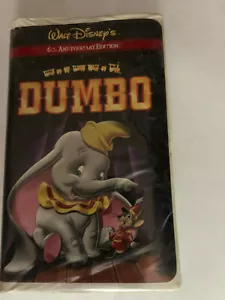 WALT DISNEY'S
60TH ANNIVERSARY EDITION
DUMBO